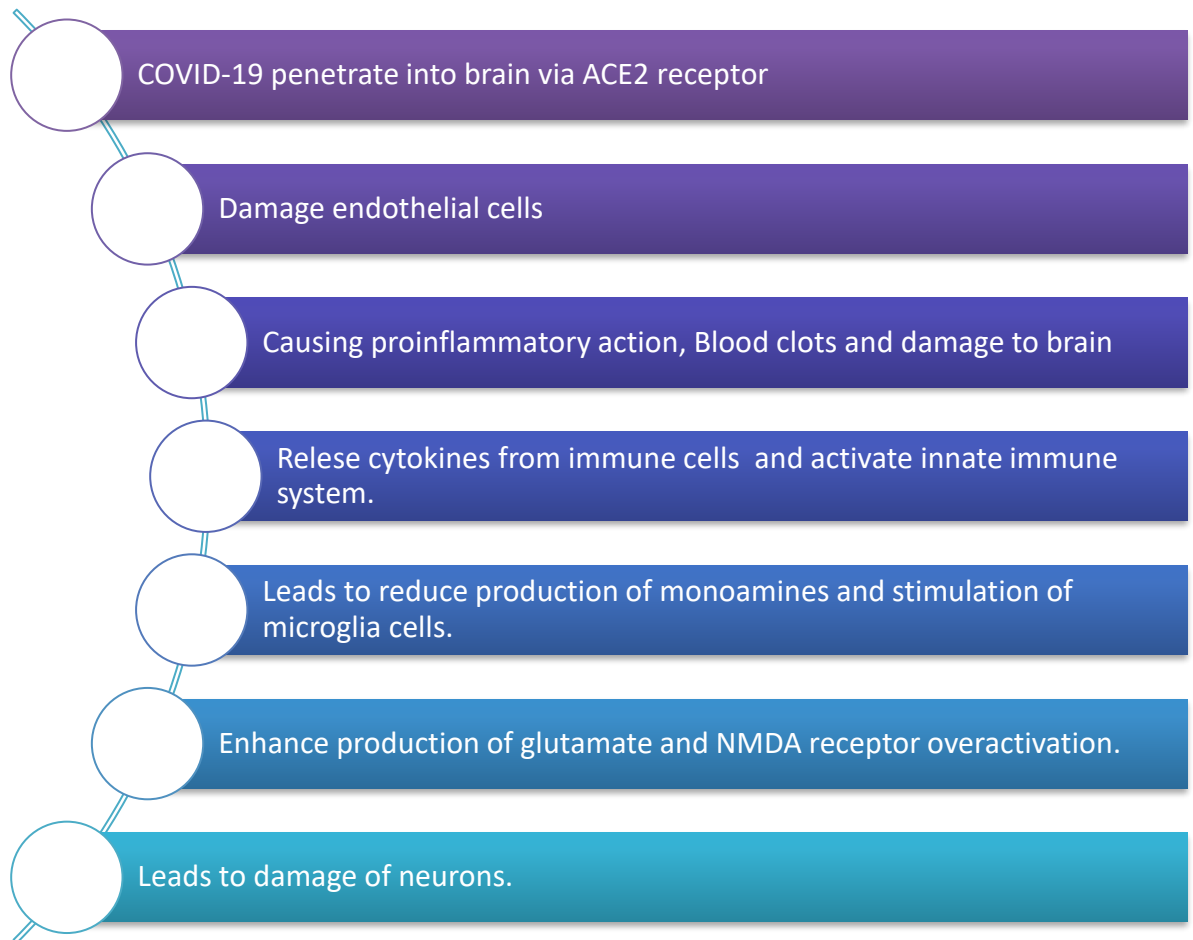 COVID-19 penetrate into brain via ACE2 receptor
Damage endothelial cells
Causing proinflammatory action, Blood clots and damage to brain
Relese cytokines from immune cells  and activate innate immune
system.
Leads to reduce production of monoamines and stimulation of
microglia cells.
Enhance production of glutamate and NMDA receptor overactivation.
Leads to damage of neurons.